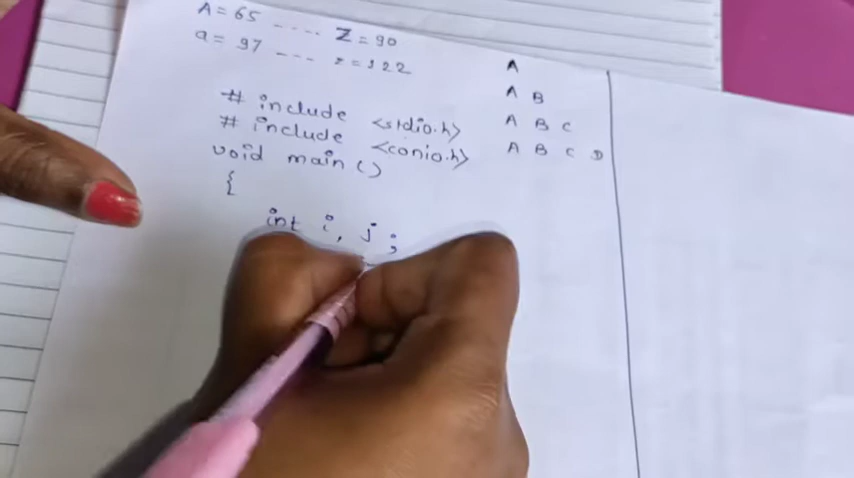 A = 65 .... Z = 90
a = 97 --- z = 122
# include <stdio.h>
# include <conio.h>
void main ()
{
int i, j ;
A
A B
A B C
A B C D